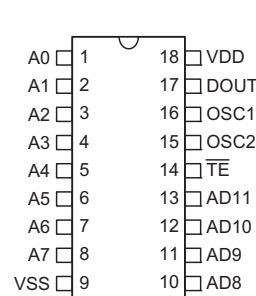 A0 1 18 VDD
A1 2 17 DOUT
A2 3 16 OSC1
A3 4 15 OSC2
A4 5 14 T̅E̅
A5 6 13 AD11
A6 7 12 AD10
A7 8 11 AD9
VSS 9 10 AD8